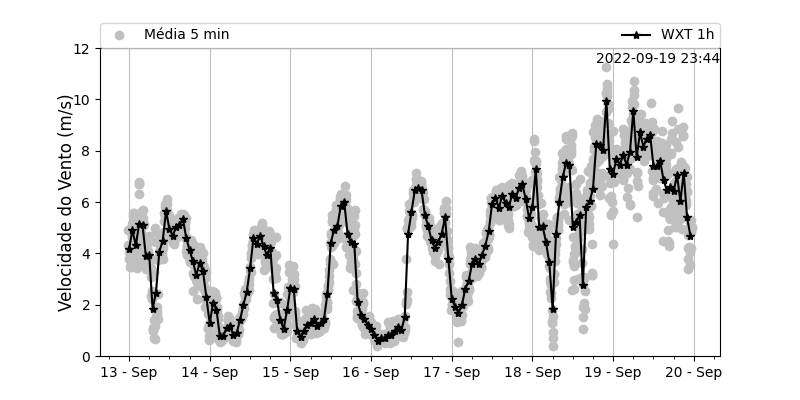 Média 5 min
WXT 1h
2022-09-19 23:44
Velocidade do Vento (m/s)
12
10
8
6
4
2
0
13 - Sep
14 - Sep
15 - Sep
16 - Sep
17 - Sep
18 - Sep
19 - Sep
20 - Sep